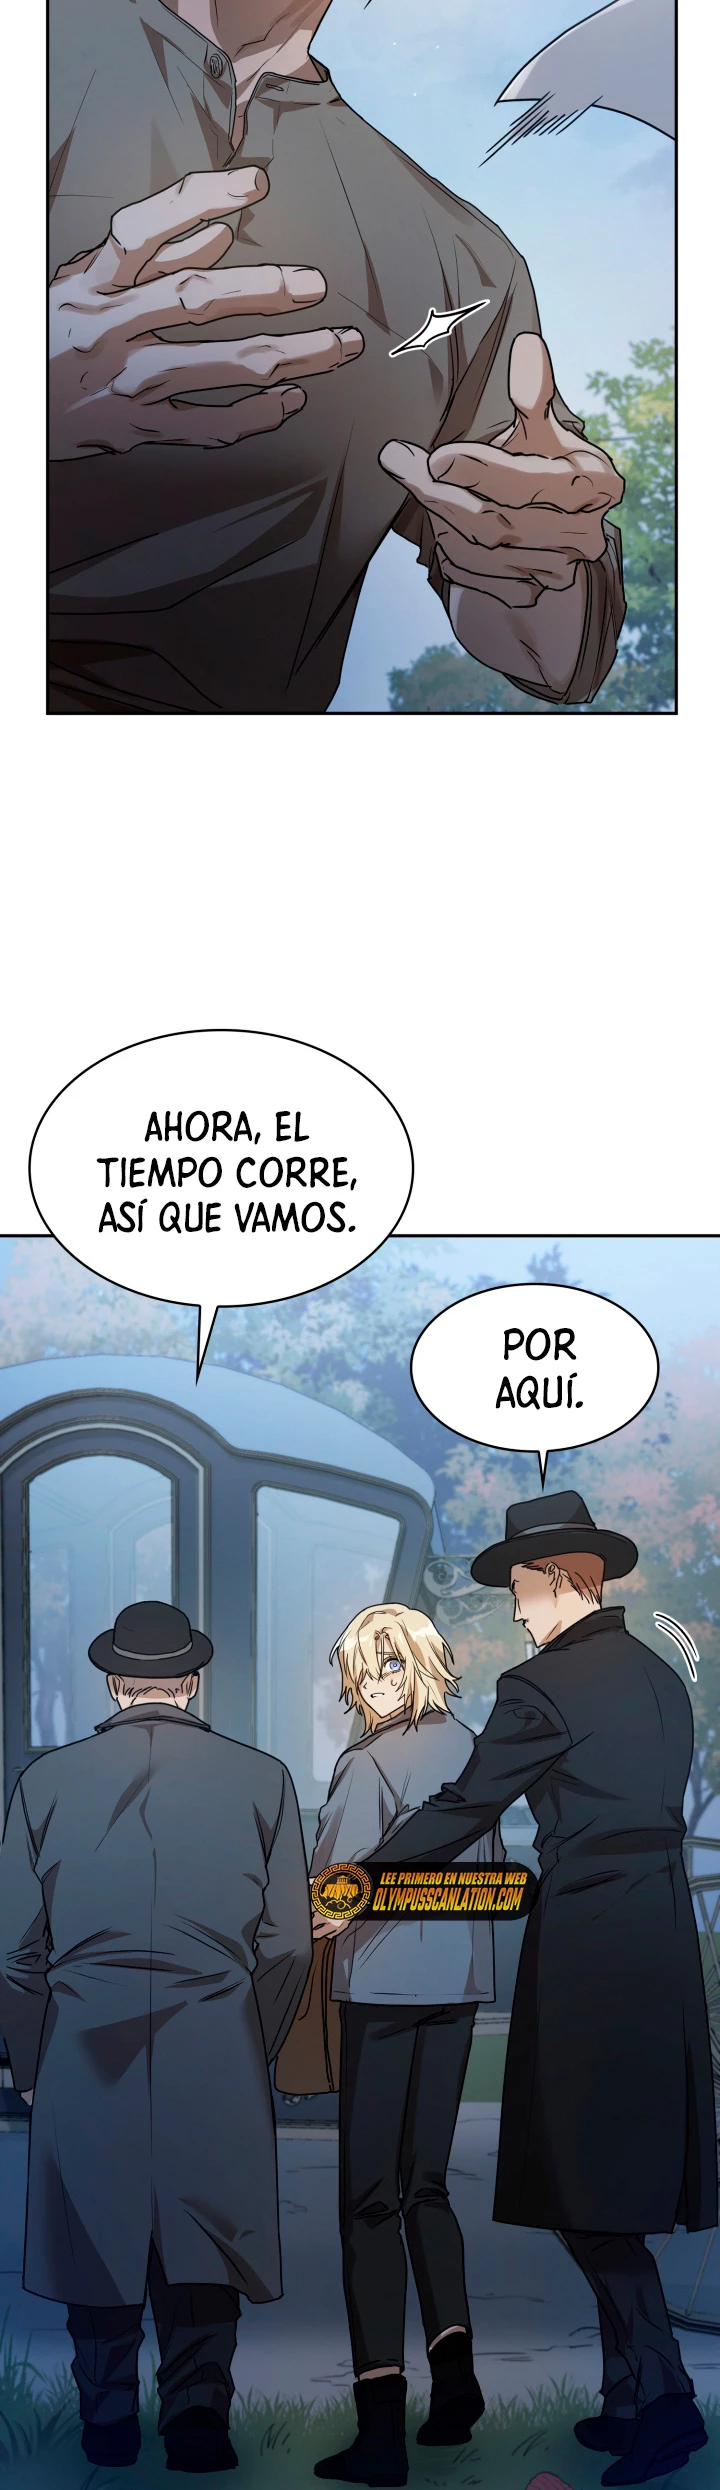 AHORA, EL
TIEMPO CORRE,
ASÍ QUE VAMOS.
POR
AQUÍ.
LEE PRIMERO EN NUESTRA WEB
OLYMPUSSCANLATION.COM